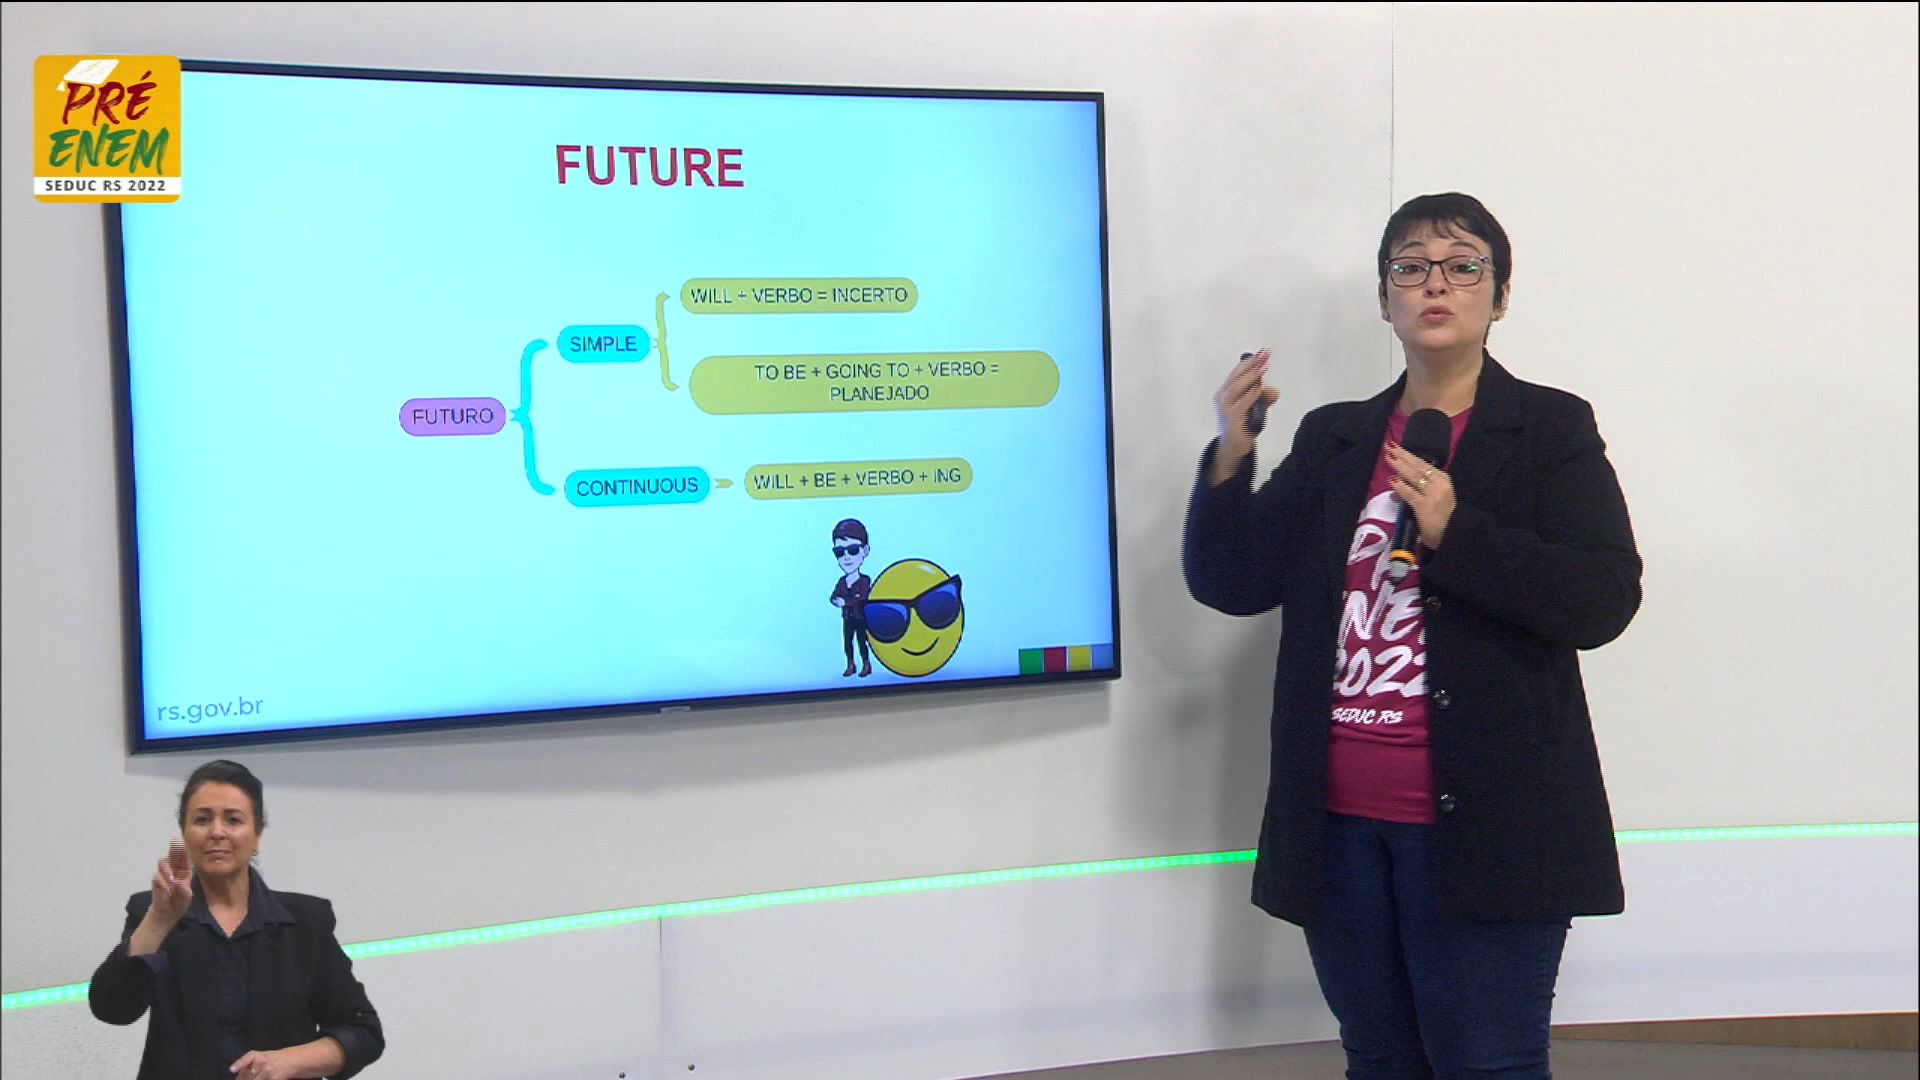 PRÉ
ENEM
SEDUC RS 2022
FUTURE
WILL + VERBO = INCERTO
SIMPLE
TO BE + GOING TO + VERBO =
PLANEJADO
FUTURO
CONTINUOUS
WILL + BE + VERBO + ING
rs.gov.br
2022
SEDUC RS